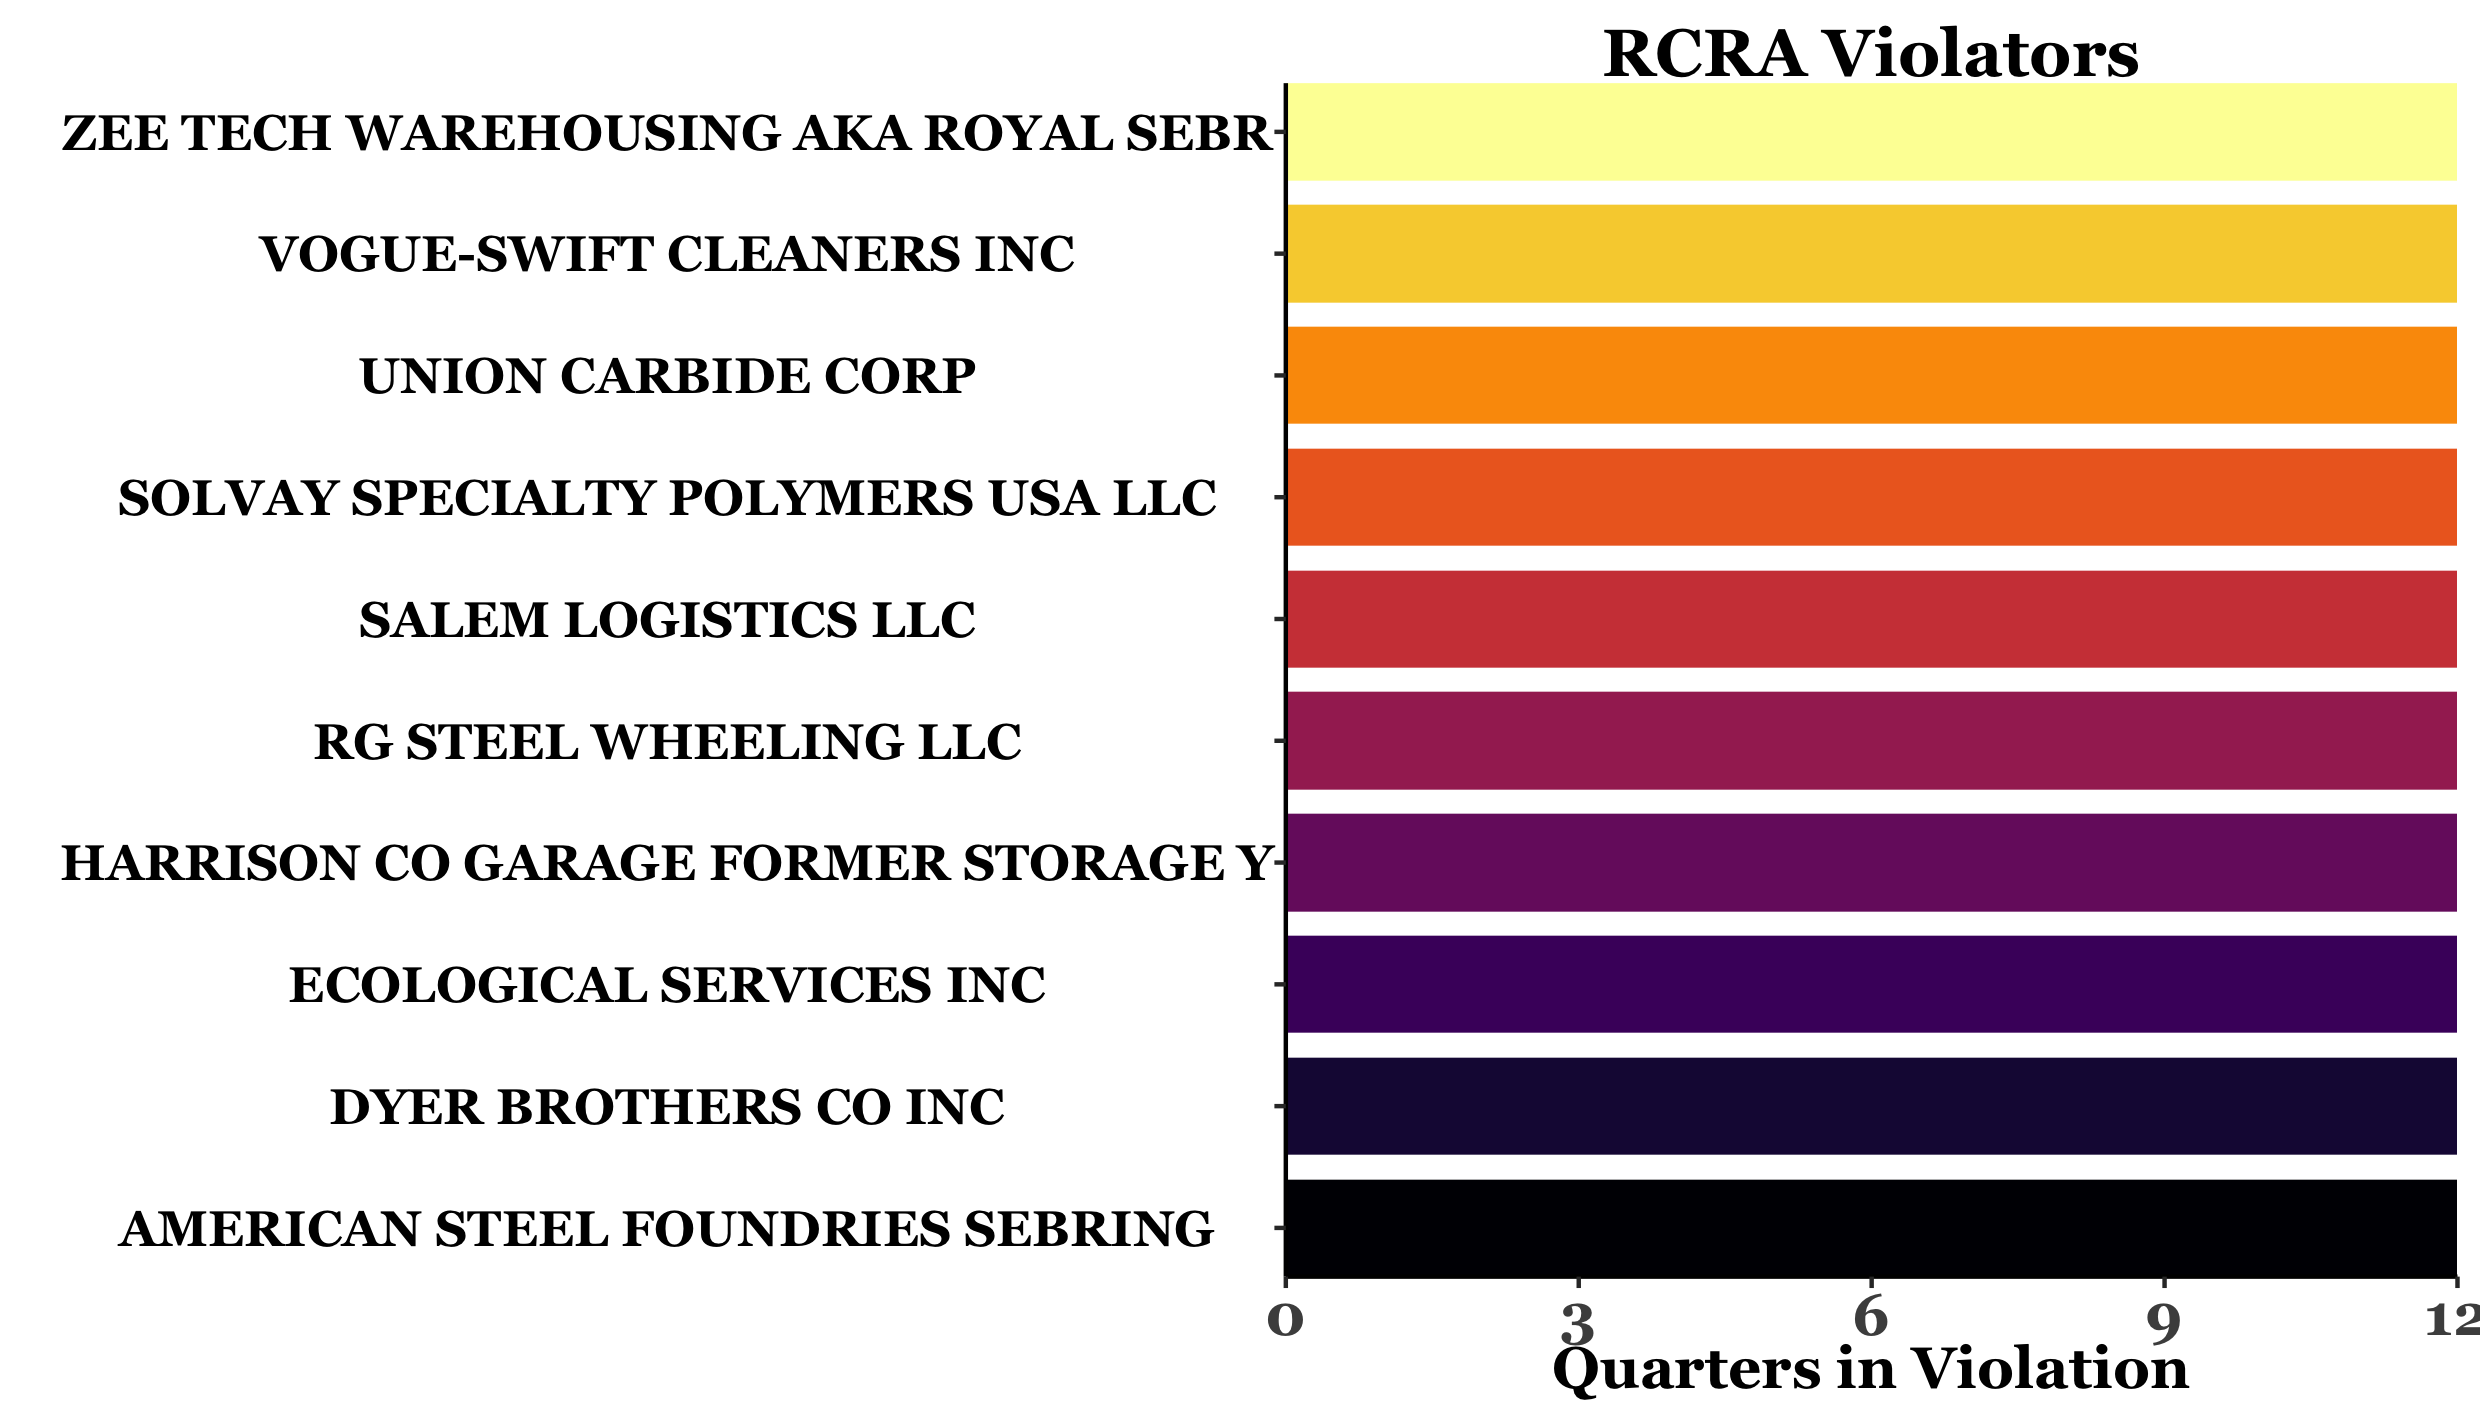 RCRA Violators
ZEE TECH WAREHOUSING AKA ROYAL SEBR
VOGUE-SWIFT CLEANERS INC
UNION CARBIDE CORP
SOLVAY SPECIALTY POLYMERS USA LLC
SALEM LOGISTICS LLC
RG STEEL WHEELING LLC
HARRISON CO GARAGE FORMER STORAGE Y
ECOLOGICAL SERVICES INC
DYER BROTHERS CO INC
AMERICAN STEEL FOUNDRIES SEBRING
0 3 6 9 12
Quarters in Violation